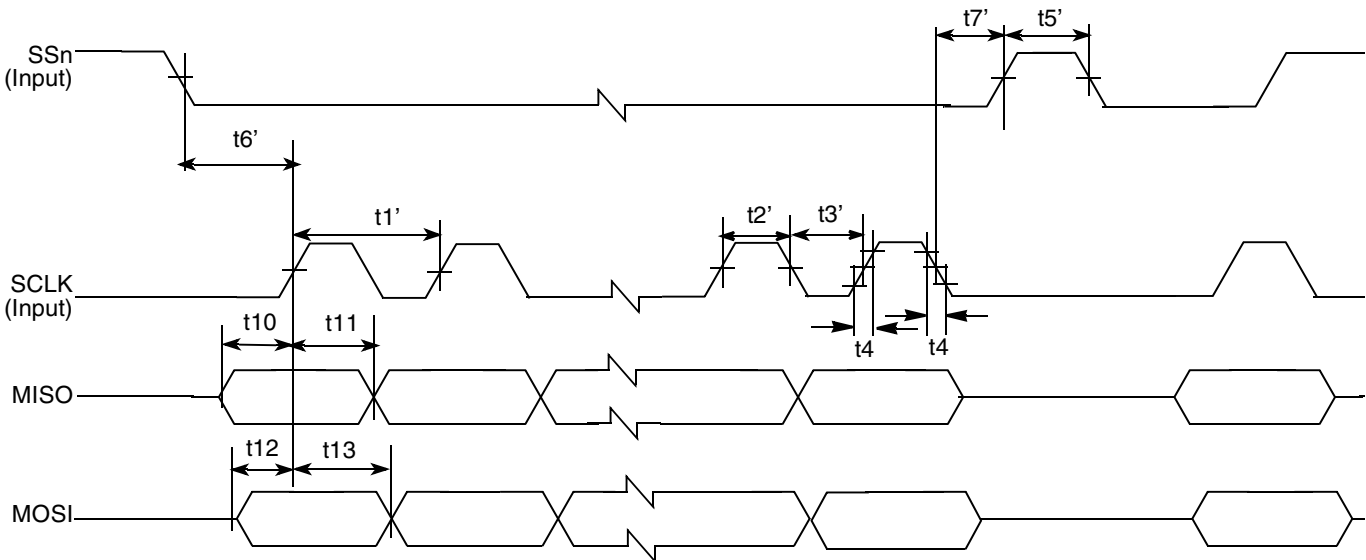 t7’ t5’
SSn
(Input)
t6’
t1’ t2’ t3’
SCLK
(Input)
t10 t11 t4 t4
MISO
t12 t13
MOSI